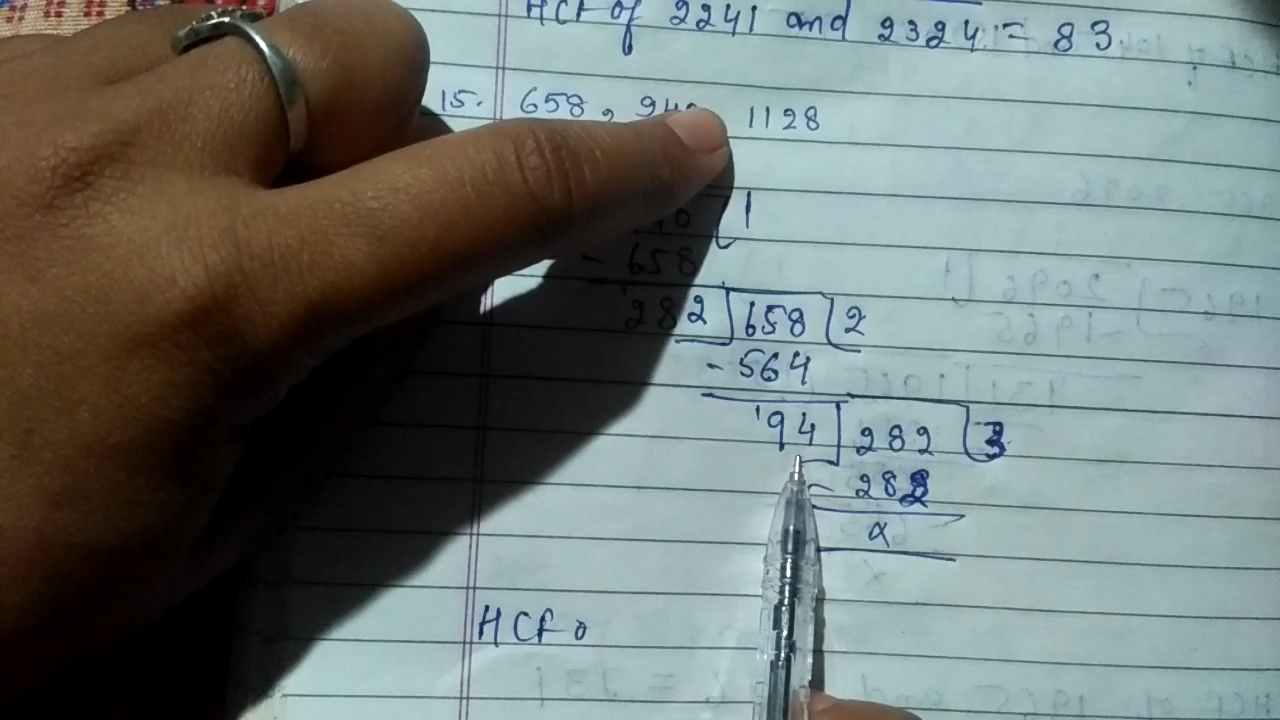 HCF of 2241 and 2324 = 83
15. 658, 940 1128
1
- 658
282 658 2
- 564
94 282 3
- 282
x
HCF o